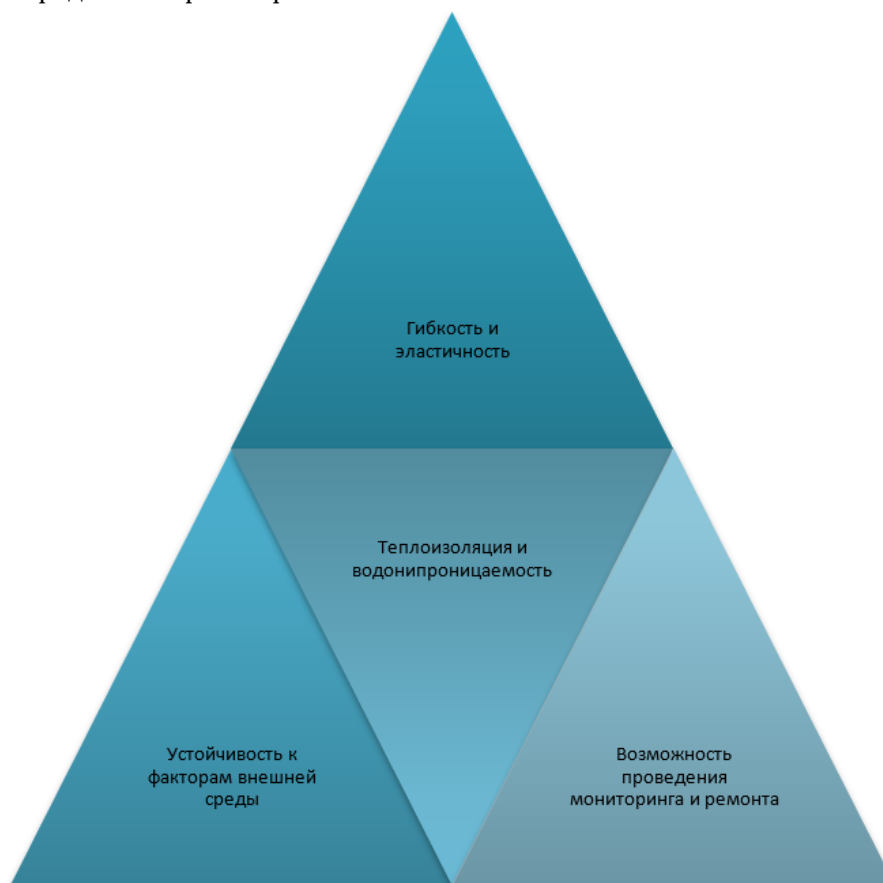 Гибкость и
эластичность
Теплоизоляция и
водонипроницаемость
Устойчивость к
факторам внешней
среды
Возможность
проведения
мониторинга и ремонта